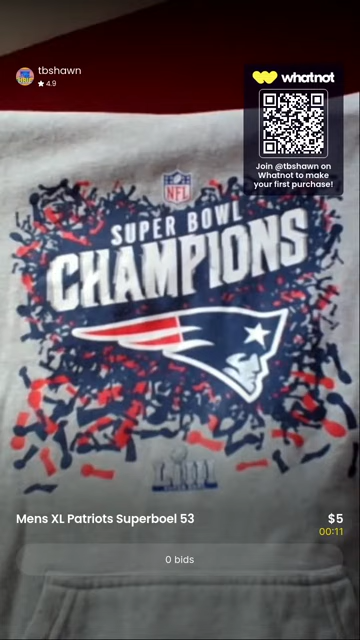 tbshawn
4.9
whatnot
Join @tbshawn on
Whatnot to make
your first purchase!
NFL
SUPER BOWL
CHAMPIONS
LIII
Mens XL Patriots Superboel 53
$5
00:11
0 bids